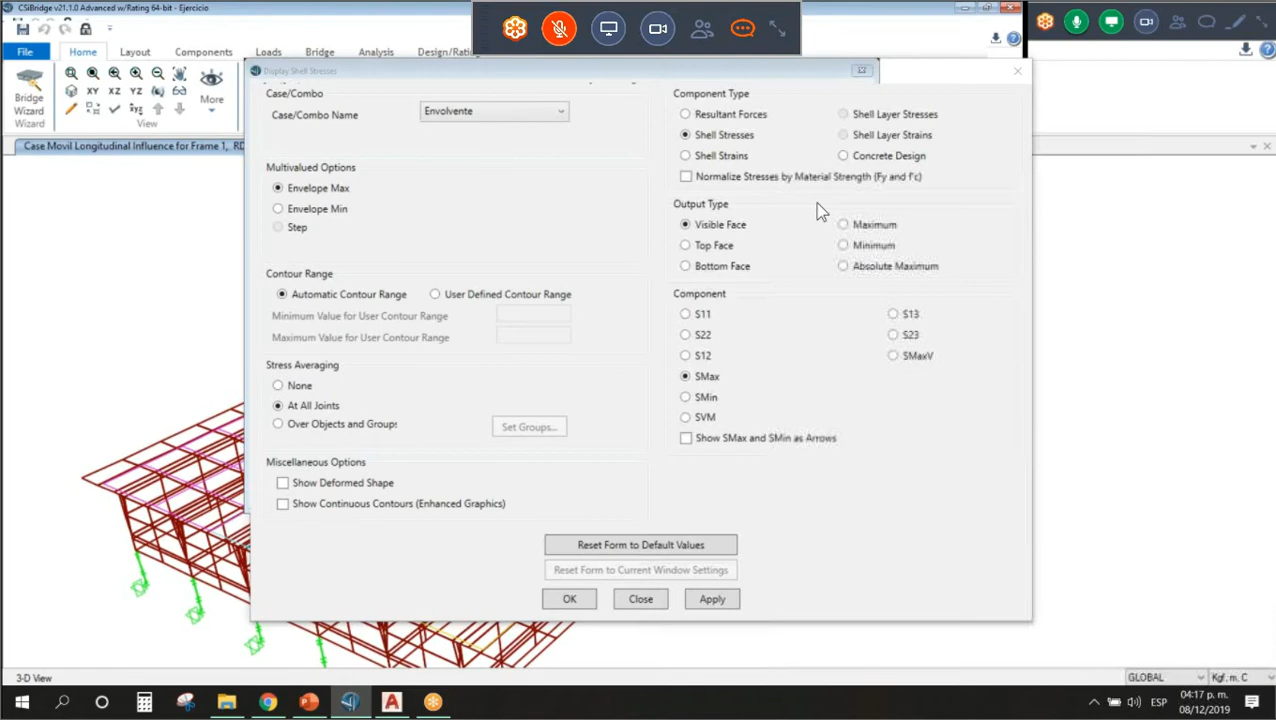 CSiBridge v21.1.0 Advanced w/Rating 64-bit - Ejercicio
File
Home
Layout
Components
Loads
Bridge
Analysis
Design/Rati
Bridge
Wizard
Wizard
XY
XZ
YZ
More
View
Case Movil Longitudinal Influence for Frame 1,
Display Shell Stresses
Case/Combo
Case/Combo Name
Envolvente
Multivalued Options
Envelope Max
Envelope Min
Step
Contour Range
Automatic Contour Range
User Defined Contour Range
Minimum Value for User Contour Range
Maximum Value for User Contour Range
Stress Averaging
None
At All Joints
Over Objects and Groups
Set Groups...
Miscellaneous Options
Show Deformed Shape
Show Continuous Contours (Enhanced Graphics)
Component Type
Resultant Forces
Shell Layer Stresses
Shell Stresses
Shell Layer Strains
Shell Strains
Concrete Design
Normalize Stresses by Material Strength (Fy and f'c)
Output Type
Visible Face
Maximum
Top Face
Minimum
Bottom Face
Absolute Maximum
Component
S11
S13
S22
S23
S12
SMaxV
SMax
SMin
SVM
Show SMax and SMin as Arrows
Reset Form to Default Values
Reset Form to Current Window Settings
OK
Close
Apply
3-D View
GLOBAL
Kgf, m, C
ESP
04:17 p. m.
08/12/2019